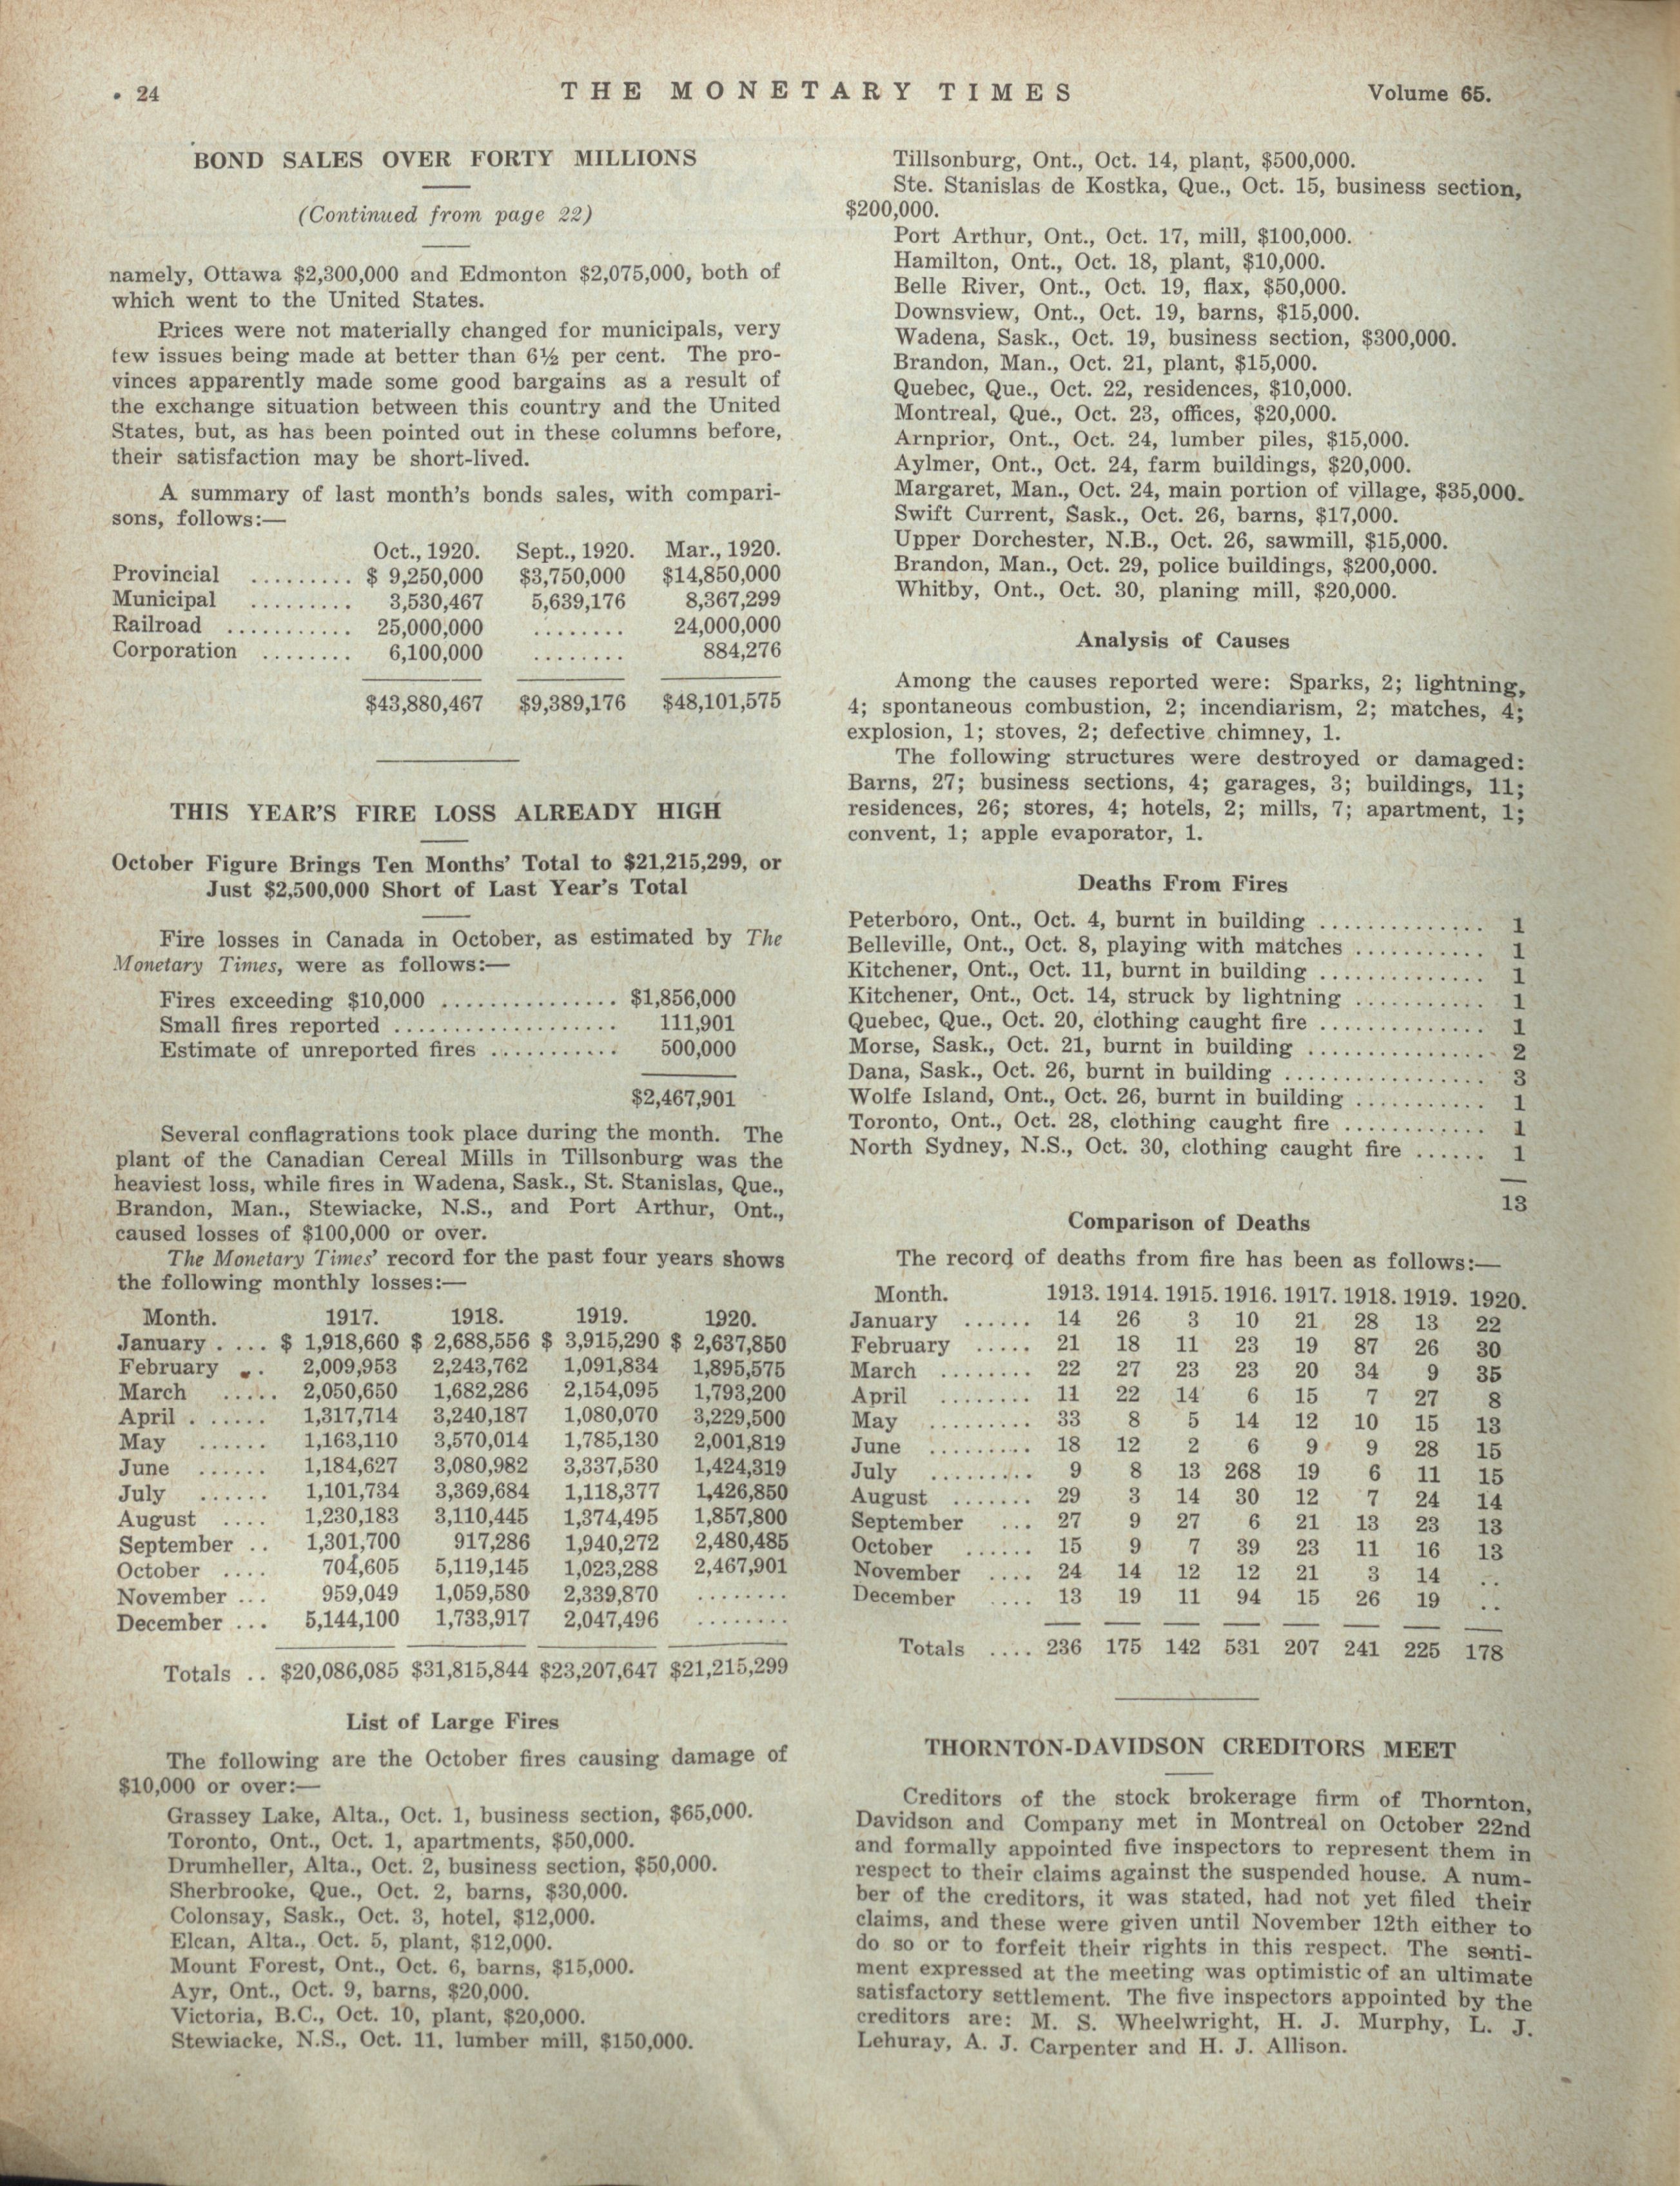 24
THE MONETARY TIMES
Volume 65.
BOND SALES OVER FORTY MILLIONS
(Continued from page 22)
namely, Ottawa $2,300,000 and Edmonton $2,075,000, both of
which went to the United States.
Prices were not materially changed for municipals, very
few issues being made at better than 6½ per cent. The pro-
vinces apparently made some good bargains as a result of
the exchange situation between this country and the United
States, but, as has been pointed out in these columns before,
their satisfaction may be short-lived.
A summary of last month's bonds sales, with compari-
sons, follows:—
Oct., 1920. Sept., 1920. Mar., 1920.
Provincial ......... $ 9,250,000 $3,750,000 $14,850,000
Municipal ......... 3,530,467 5,639,176 8,367,299
Railroad ........... 25,000,000 ........ 24,000,000
Corporation ........ 6,100,000 ........ 884,276
$43,880,467 $9,389,176 $48,101,575
THIS YEAR'S FIRE LOSS ALREADY HIGH
October Figure Brings Ten Months' Total to $21,215,299, or
Just $2,500,000 Short of Last Year's Total
Fire losses in Canada in October, as estimated by The
Monetary Times, were as follows:—
Fires exceeding $10,000 ............... $1,856,000
Small fires reported ................... 111,901
Estimate of unreported fires ........... 500,000
$2,467,901
Several conflagrations took place during the month. The
plant of the Canadian Cereal Mills in Tillsonburg was the
heaviest loss, while fires in Wadena, Sask., St. Stanislas, Que.,
Brandon, Man., Stewiacke, N.S., and Port Arthur, Ont.,
caused losses of $100,000 or over.
The Monetary Times' record for the past four years shows
the following monthly losses:—
Month. 1917. 1918. 1919. 1920.
January . ... $ 1,918,660 $ 2,688,556 $ 3,915,290 $ 2,637,850
February .. 2,009,953 2,243,762 1,091,834 1,895,575
March ..... 2,050,650 1,682,286 2,154,095 1,793,200
April . ..... 1,317,714 3,240,187 1,080,070 3,229,500
May ...... 1,163,110 3,570,014 1,785,130 2,001,819
June ...... 1,184,627 3,080,982 3,337,530 1,424,319
July ...... 1,101,734 3,369,684 1,118,377 1,426,850
August .... 1,230,183 3,110,445 1,374,495 1,857,800
September .. 1,301,700 917,286 1,940,272 2,480,485
October .... 704,605 5,119,145 1,023,288 2,467,901
November ... 959,049 1,059,580 2,339,870 ........
December ... 5,144,100 1,733,917 2,047,496 ........
Totals .. $20,086,085 $31,815,844 $23,207,647 $21,215,299
List of Large Fires
The following are the October fires causing damage of
$10,000 or over:—
Grassey Lake, Alta., Oct. 1, business section, $65,000.
Toronto, Ont., Oct. 1, apartments, $50,000.
Drumheller, Alta., Oct. 2, business section, $50,000.
Sherbrooke, Que., Oct. 2, barns, $30,000.
Colonsay, Sask., Oct. 3, hotel, $12,000.
Elcan, Alta., Oct. 5, plant, $12,000.
Mount Forest, Ont., Oct. 6, barns, $15,000.
Ayr, Ont., Oct. 9, barns, $20,000.
Victoria, B.C., Oct. 10, plant, $20,000.
Stewiacke, N.S., Oct. 11, lumber mill, $150,000.
Tillsonburg, Ont., Oct. 14, plant, $500,000.
Ste. Stanislas de Kostka, Que., Oct. 15, business section,
$200,000.
Port Arthur, Ont., Oct. 17, mill, $100,000.
Hamilton, Ont., Oct. 18, plant, $10,000.
Belle River, Ont., Oct. 19, flax, $50,000.
Downsview, Ont., Oct. 19, barns, $15,000.
Wadena, Sask., Oct. 19, business section, $300,000.
Brandon, Man., Oct. 21, plant, $15,000.
Quebec, Que., Oct. 22, residences, $10,000.
Montreal, Que., Oct. 23, offices, $20,000.
Arnprior, Ont., Oct. 24, lumber piles, $15,000.
Aylmer, Ont., Oct. 24, farm buildings, $20,000.
Margaret, Man., Oct. 24, main portion of village, $35,000.
Swift Current, Sask., Oct. 26, barns, $17,000.
Upper Dorchester, N.B., Oct. 26, sawmill, $15,000.
Brandon, Man., Oct. 29, police buildings, $200,000.
Whitby, Ont., Oct. 30, planing mill, $20,000.
Analysis of Causes
Among the causes reported were: Sparks, 2; lightning,
4; spontaneous combustion, 2; incendiarism, 2; matches, 4;
explosion, 1; stoves, 2; defective chimney, 1.
The following structures were destroyed or damaged:
Barns, 27; business sections, 4; garages, 3; buildings, 11;
residences, 26; stores, 4; hotels, 2; mills, 7; apartment, 1;
convent, 1; apple evaporator, 1.
Deaths From Fires
Peterboro, Ont., Oct. 4, burnt in building .............. 1
Belleville, Ont., Oct. 8, playing with matches ........... 1
Kitchener, Ont., Oct. 11, burnt in building .............. 1
Kitchener, Ont., Oct. 14, struck by lightning ........... 1
Quebec, Que., Oct. 20, clothing caught fire .............. 1
Morse, Sask., Oct. 21, burnt in building ................ 2
Dana, Sask., Oct. 26, burnt in building ................. 3
Wolfe Island, Ont., Oct. 26, burnt in building ........... 1
Toronto, Ont., Oct. 28, clothing caught fire ............ 1
North Sydney, N.S., Oct. 30, clothing caught fire ...... 1
13
Comparison of Deaths
The record of deaths from fire has been as follows:—
Month. 1913. 1914. 1915. 1916. 1917. 1918. 1919. 1920.
January ...... 14 26 3 10 21 28 13 22
February ..... 21 18 11 23 19 87 26 30
March ........ 22 27 23 23 20 34 9 35
April ........ 11 22 14 6 15 7 27 8
May ......... 33 8 5 14 12 10 15 13
June ......... 18 12 2 6 9 9 28 15
July ......... 9 8 13 268 19 6 11 15
August ....... 29 3 14 30 12 7 24 14
September ... 27 9 27 6 21 13 23 13
October ...... 15 9 7 39 23 11 16 13
November .... 24 14 12 12 21 3 14 ..
December .... 13 19 11 94 15 26 19 ..
Totals .... 236 175 142 531 207 241 225 178
THORNTON-DAVIDSON CREDITORS MEET
Creditors of the stock brokerage firm of Thornton,
Davidson and Company met in Montreal on October 22nd
and formally appointed five inspectors to represent them in
respect to their claims against the suspended house. A num-
ber of the creditors, it was stated, had not yet filed their
claims, and these were given until November 12th either to
do so or to forfeit their rights in this respect. The senti-
ment expressed at the meeting was optimistic of an ultimate
satisfactory settlement. The five inspectors appointed by the
creditors are: M. S. Wheelwright, H. J. Murphy, L. J.
Lehuray, A. J. Carpenter and H. J. Allison.